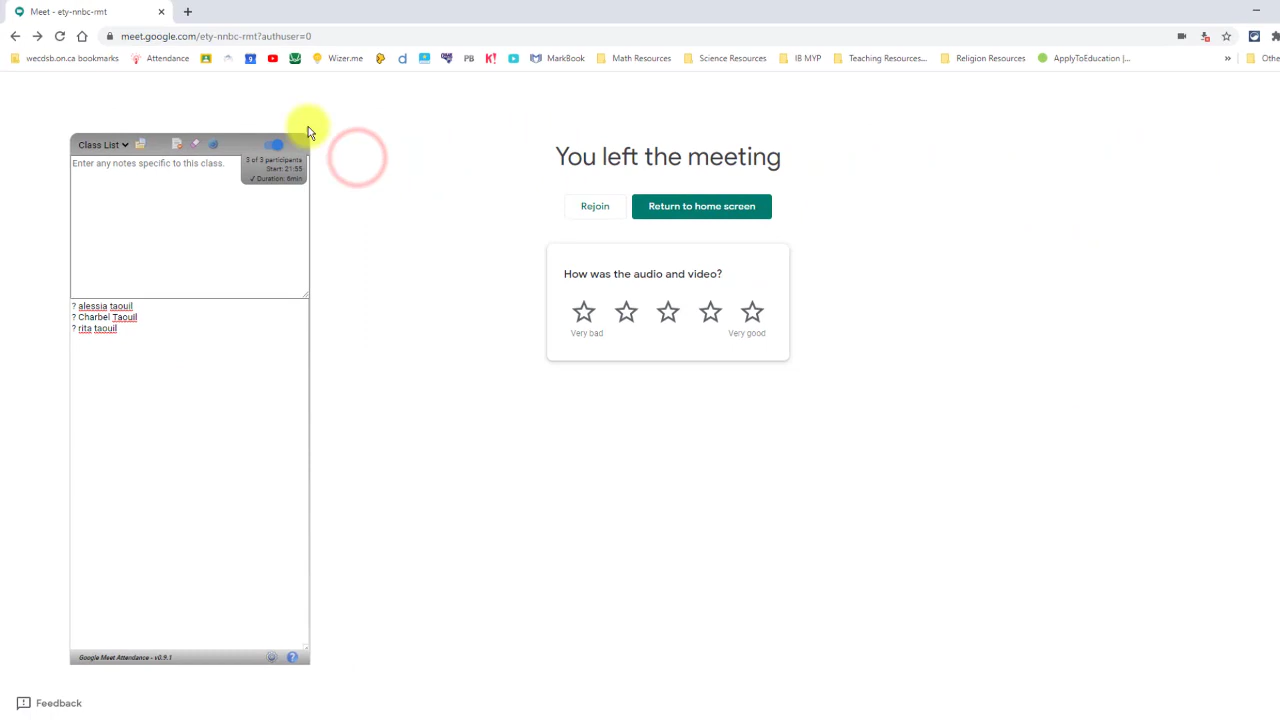 Meet - ety-nnbc-rmt
meet.google.com/ety-nnbc-rmt?authuser=0
wecdsb.on.ca bookmarks Attendance Wizer.me PB K! MarkBook Math Resources Science Resources IB MYP Teaching Resources... Religion Resources ApplyToEducation |... » Othe
Class List
3 of 3 participants
Enter any notes specific to this class.
Start: 21:55
✓ Duration: 6min
? alessia taouil
? Charbel Taouil
? rita taouil
Google Meet Attendance - v0.9.1
You left the meeting
Rejoin Return to home screen
How was the audio and video?
Very bad Very good
Feedback